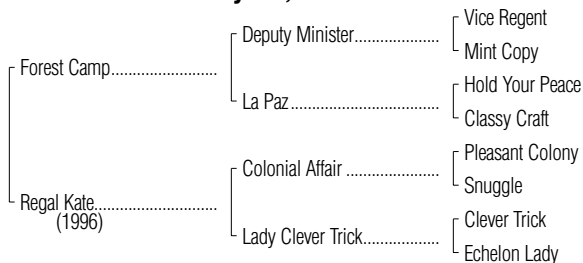 Vice Regent
Deputy Minister....................
Mint Copy
Forest Camp.........................
Hold Your Peace
La Paz...................................
Classy Craft
Pleasant Colony
Colonial Affair ......................
Snuggle
Regal Kate.............................
(1996)
Clever Trick
Lady Clever Trick..................
Echelon Lady